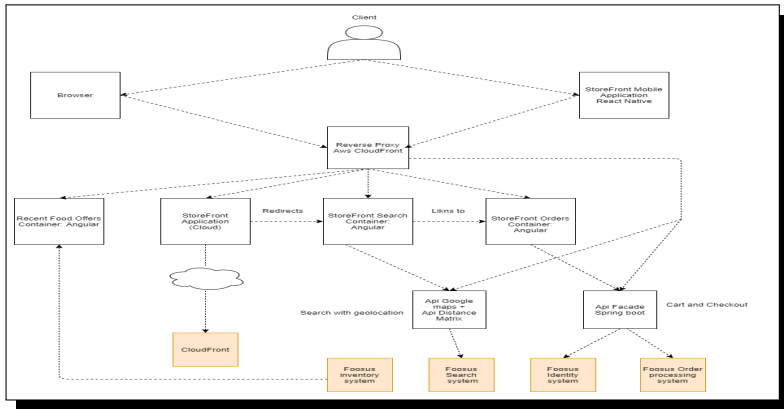 Client
Browser
StoreFront Mobile
Application
React Native
Reverse Proxy
Aws CloudFront
Recent Food Offers
Container: Angular
StoreFront
Application
(Cloud)
Redirects
StoreFront Search
Container:
Angular
Likns to
StoreFront Orders
Container:
Angular
Search with geolocation
Api Google
maps +
Api Distance
Matrix
Api Facade
Spring boot
Cart and Checkout
CloudFront
Foosus
inventory
system
Foosus
Search
system
Foosus
Identity
system
Foosus Order
processing
system